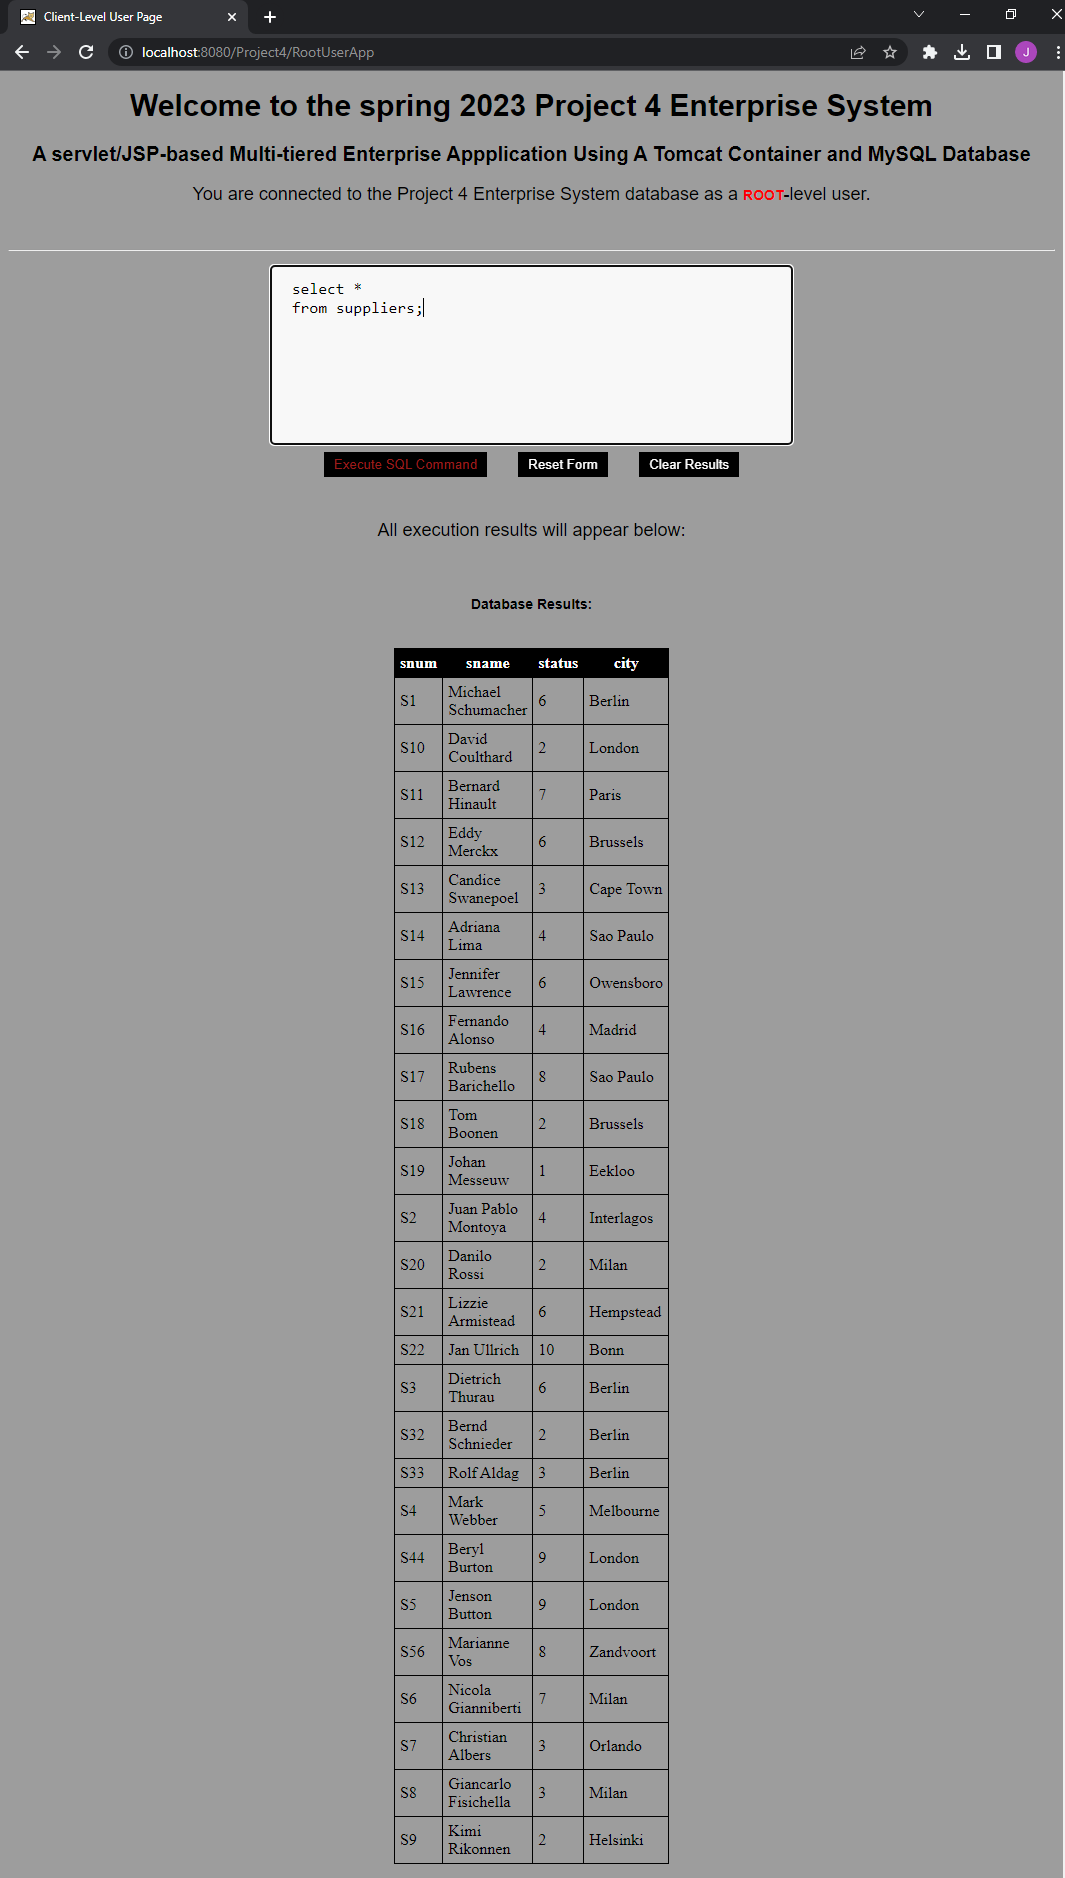 Client-Level User Page
localhost:8080/Project4/RootUserApp
J
Welcome to the spring 2023 Project 4 Enterprise System
A servlet/JSP-based Multi-tiered Enterprise Appplication Using A Tomcat Container and MySQL Database
You are connected to the Project 4 Enterprise System database as a ROOT-level user.
select *
from suppliers;
Execute SQL Command Reset Form Clear Results
All execution results will appear below:
Database Results:
snum sname status city
S1 Michael Schumacher 6 Berlin
S10 David Coulthard 2 London
S11 Bernard Hinault 7 Paris
S12 Eddy Merckx 6 Brussels
S13 Candice Swanepoel 3 Cape Town
S14 Adriana Lima 4 Sao Paulo
S15 Jennifer Lawrence 6 Owensboro
S16 Fernando Alonso 4 Madrid
S17 Rubens Barichello 8 Sao Paulo
S18 Tom Boonen 2 Brussels
S19 Johan Messeuw 1 Eekloo
S2 Juan Pablo Montoya 4 Interlagos
S20 Danilo Rossi 2 Milan
S21 Lizzie Armistead 6 Hempstead
S22 Jan Ullrich 10 Bonn
S3 Dietrich Thurau 6 Berlin
S32 Bernd Schnieder 2 Berlin
S33 Rolf Aldag 3 Berlin
S4 Mark Webber 5 Melbourne
S44 Beryl Burton 9 London
S5 Jenson Button 9 London
S56 Marianne Vos 8 Zandvoort
S6 Nicola Gianniberti 7 Milan
S7 Christian Albers 3 Orlando
S8 Giancarlo Fisichella 3 Milan
S9 Kimi Rikonnen 2 Helsinki